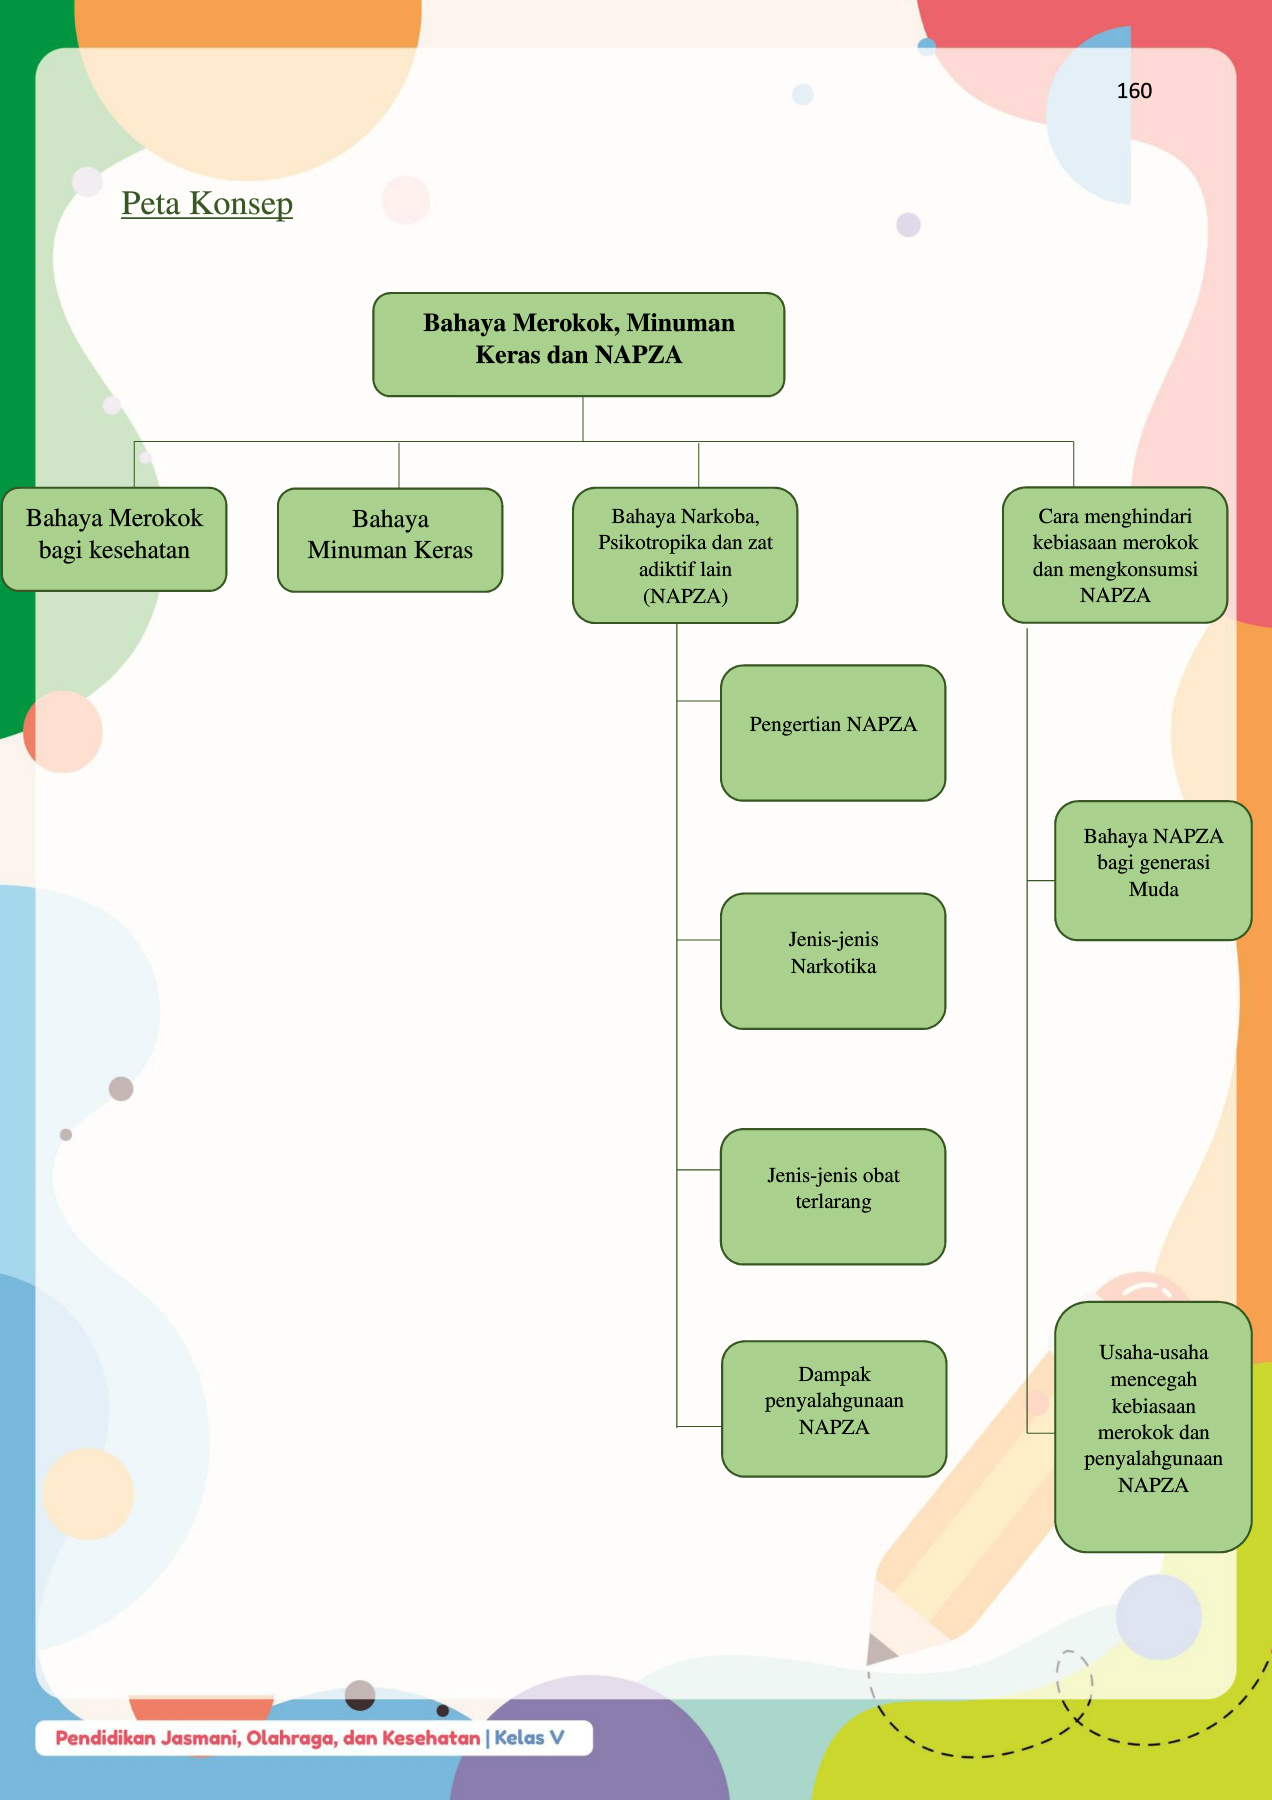 160
Peta Konsep
Bahaya Merokok, Minuman
Keras dan NAPZA
Bahaya Merokok
bagi kesehatan
Bahaya
Minuman Keras
Bahaya Narkoba,
Psikotropika dan zat
adiktif lain
(NAPZA)
Cara menghindari
kebiasaan merokok
dan mengkonsumsi
NAPZA
Pengertian NAPZA
Jenis-jenis
Narkotika
Jenis-jenis obat
terlarang
Dampak
penyalahgunaan
NAPZA
Bahaya NAPZA
bagi generasi
Muda
Usaha-usaha
mencegah
kebiasaan
merokok dan
penyalahgunaan
NAPZA
Pendidikan Jasmani, Olahraga, dan Kesehatan | Kelas V